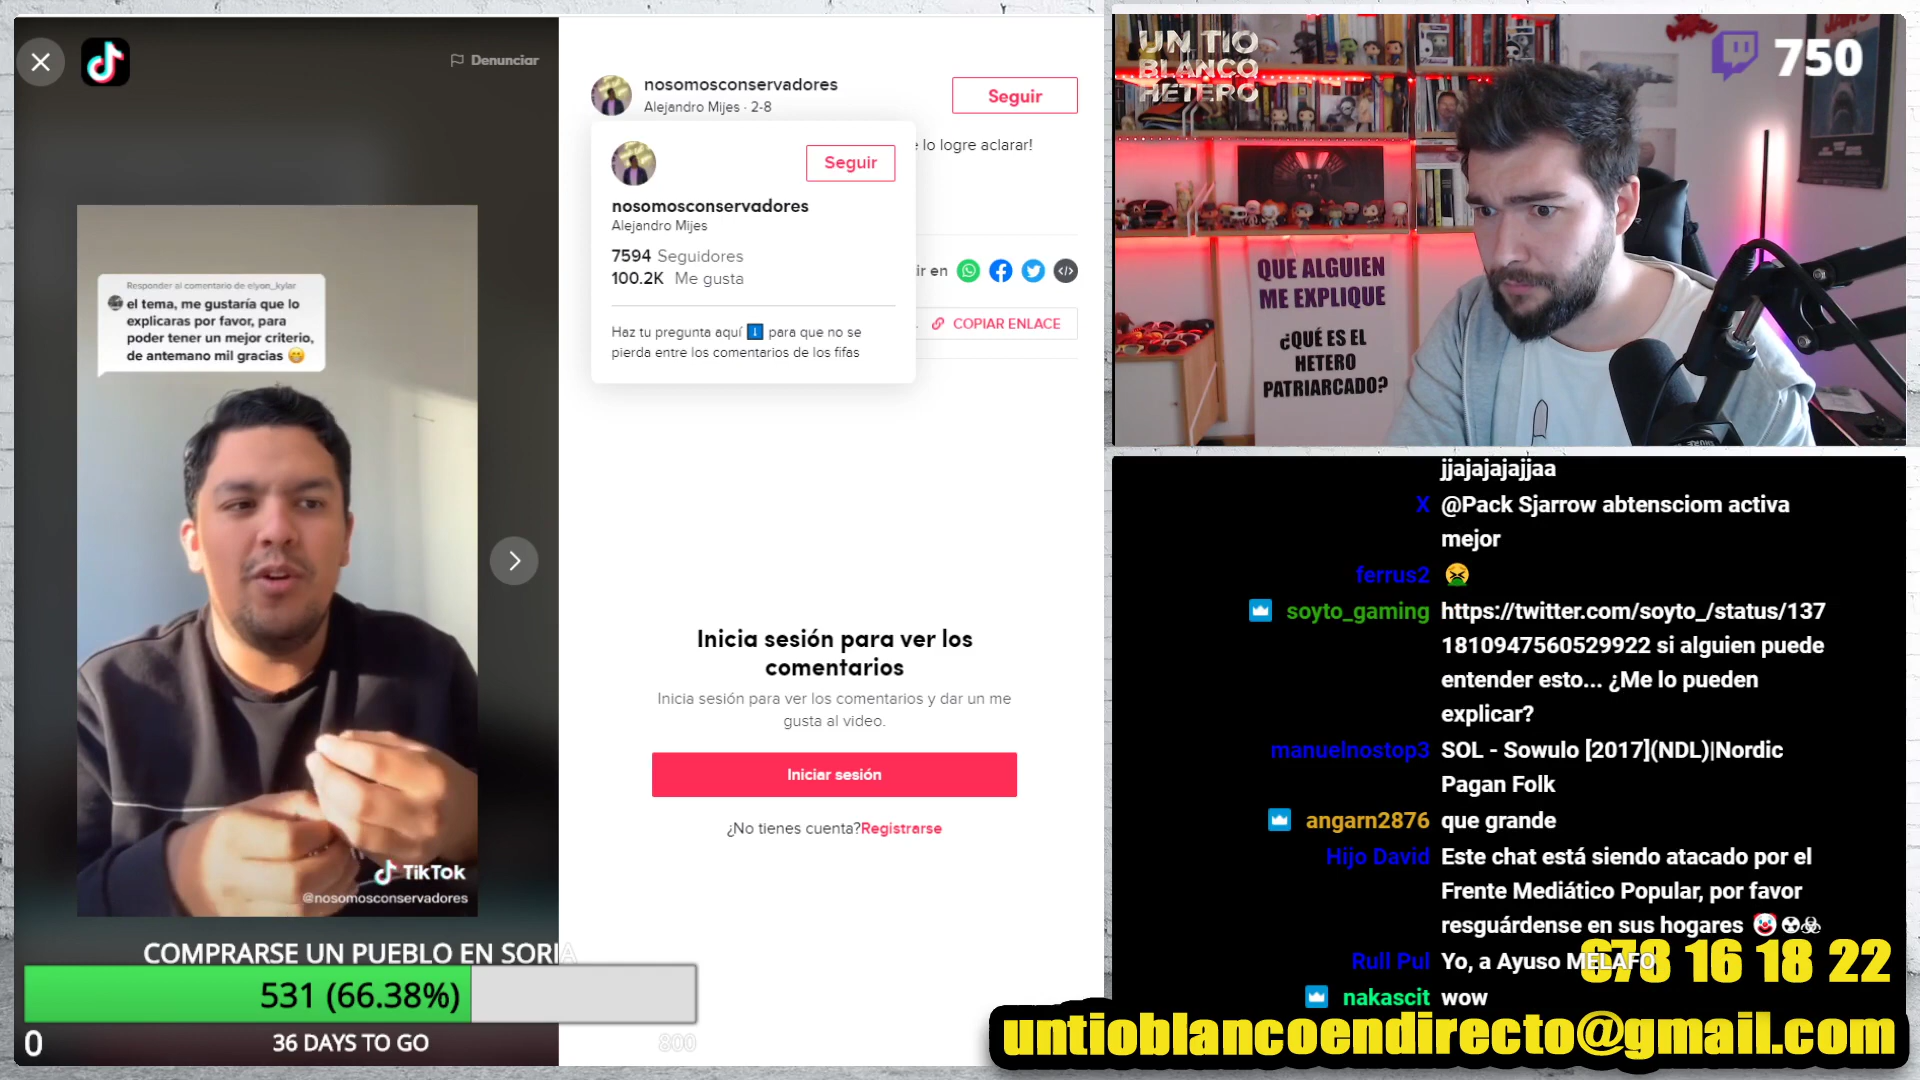 Denunciar
Responder al comentario de elyon_kylar
el tema, me gustaría que lo
explicaras por favor, para
poder tener un mejor criterio,
de antemano mil gracias 😁
TikTok
@nosomosconservadores
COMPRARSE UN PUEBLO EN SORIA
531 (66.38%)
0
36 DAYS TO GO
800
nosomosconservadores
Alejandro Mijes · 2-8
Seguir
lo logre aclarar!
Seguir
nosomosconservadores
Alejandro Mijes
7594 Seguidores
100.2K Me gusta
Haz tu pregunta aquí ⬇️ para que no se
pierda entre los comentarios de los fifas
ir en
COPIAR ENLACE
Inicia sesión para ver los
comentarios
Inicia sesión para ver los comentarios y dar un me
gusta al video.
Iniciar sesión
¿No tienes cuenta?Registrarse
UN TIO
BLANCO
HETERO
750
QUE ALGUIEN
ME EXPLIQUE
¿QUÉ ES EL
HETERO
PATRIARCADO?
jjajajajajjaa
X @Pack Sjarrow abtensciom activa
mejor
ferrus2 🤮
soyto_gaming https://twitter.com/soyto_/status/137
1810947560529922 si alguien puede
entender esto... ¿Me lo pueden
explicar?
manuelnostop3 SOL - Sowulo [2017](NDL)|Nordic
Pagan Folk
angarn2876 que grande
Hijo David Este chat está siendo atacado por el
Frente Mediático Popular, por favor
resguárdense en sus hogares 🤡☢☣
Rull Pul Yo, a Ayuso MELAFO
678 16 18 22
nakascit wow
untioblancoendirecto@gmail.com